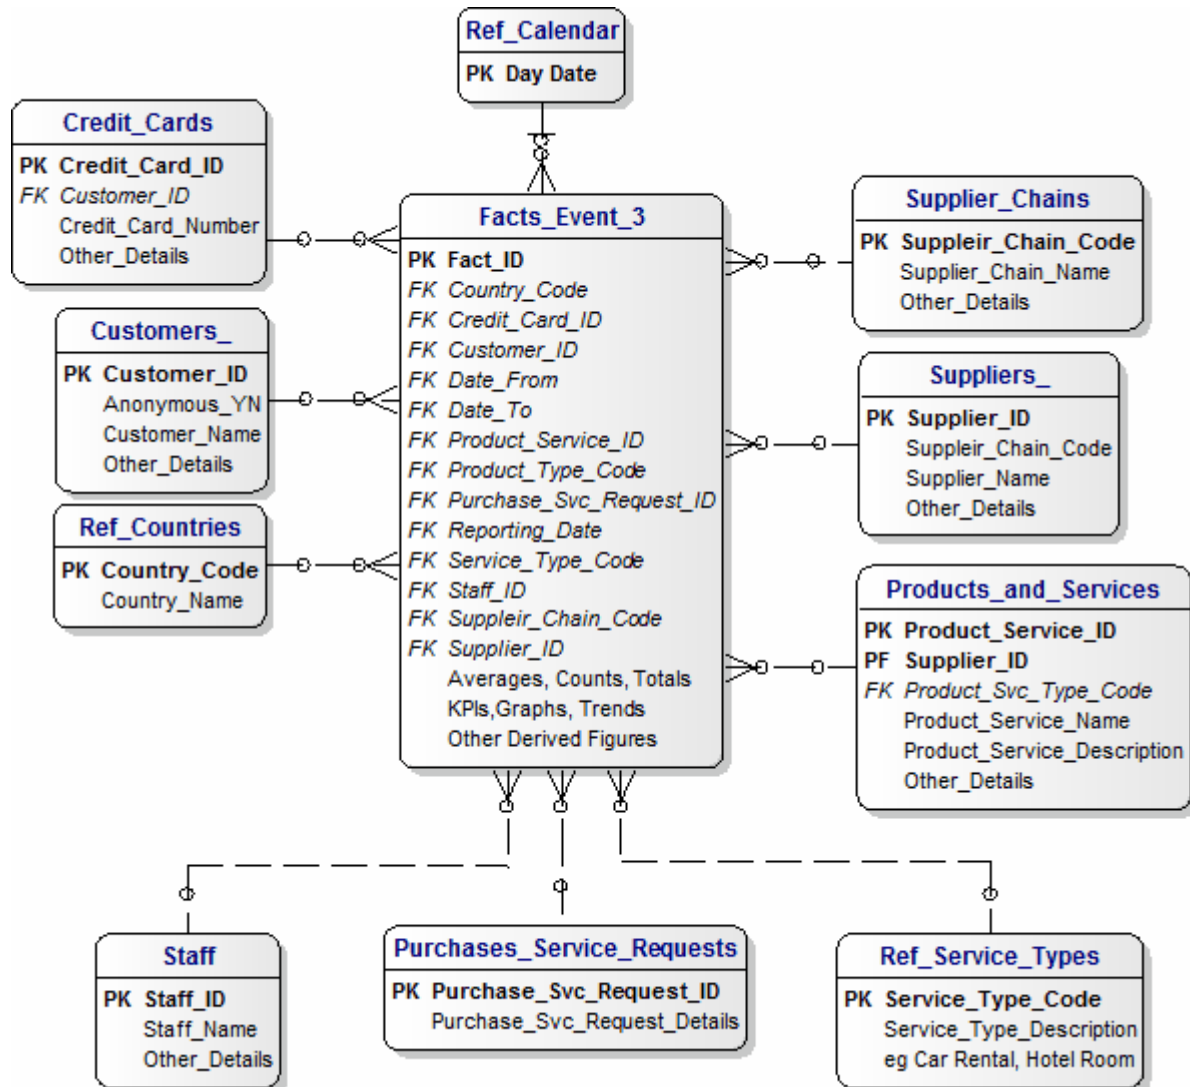 Ref_Calendar
PK Day Date
Credit_Cards
PK Credit_Card_ID
FK Customer_ID
Credit_Card_Number
Other_Details
Customers_
PK Customer_ID
Anonymous_YN
Customer_Name
Other_Details
Ref_Countries
PK Country_Code
Country_Name
Facts_Event_3
PK Fact_ID
FK Country_Code
FK Credit_Card_ID
FK Customer_ID
FK Date_From
FK Date_To
FK Product_Service_ID
FK Product_Type_Code
FK Purchase_Svc_Request_ID
FK Reporting_Date
FK Service_Type_Code
FK Staff_ID
FK Suppleir_Chain_Code
FK Supplier_ID
Averages, Counts, Totals
KPIs,Graphs, Trends
Other Derived Figures
Supplier_Chains
PK Suppleir_Chain_Code
Supplier_Chain_Name
Other_Details
Suppliers_
PK Supplier_ID
Suppleir_Chain_Code
Supplier_Name
Other_Details
Products_and_Services
PK Product_Service_ID
PF Supplier_ID
FK Product_Svc_Type_Code
Product_Service_Name
Product_Service_Description
Other_Details
Staff
PK Staff_ID
Staff_Name
Other_Details
Purchases_Service_Requests
PK Purchase_Svc_Request_ID
Purchase_Svc_Request_Details
Ref_Service_Types
PK Service_Type_Code
Service_Type_Description
eg Car Rental, Hotel Room